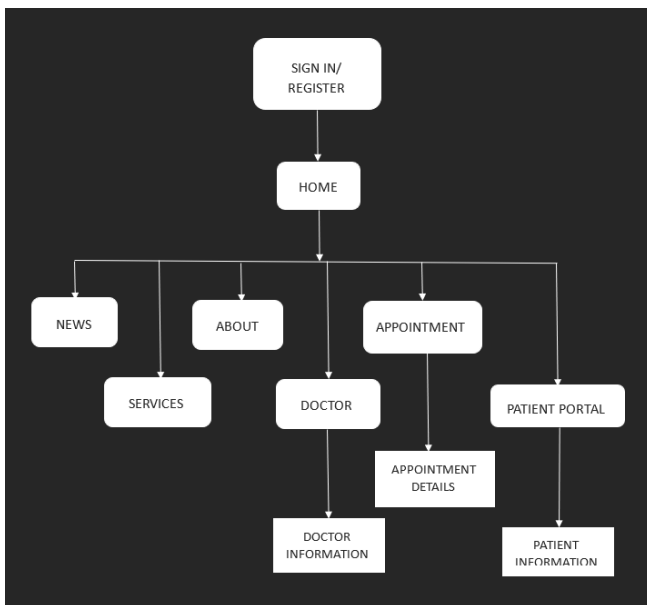 SIGN IN/
REGISTER
HOME
NEWS
ABOUT
APPOINTMENT
SERVICES
DOCTOR
PATIENT PORTAL
APPOINTMENT
DETAILS
DOCTOR
INFORMATION
PATIENT
INFORMATION